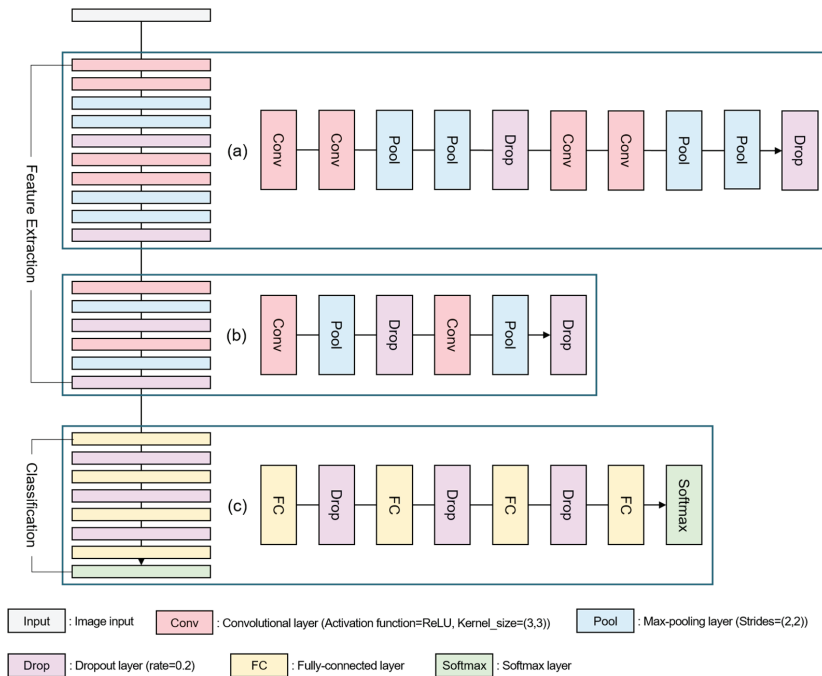 Feature Extraction
(a)
Conv
Conv
Pool
Pool
Drop
Conv
Conv
Pool
Pool
Drop
(b)
Conv
Pool
Drop
Conv
Pool
Drop
Classification
(c)
FC
Drop
FC
Drop
FC
Drop
FC
Softmax
Input : Image input
Conv : Convolutional layer (Activation function=ReLU, Kernel_size=(3,3))
Pool : Max-pooling layer (Strides=(2,2))
Drop : Dropout layer (rate=0.2)
FC : Fully-connected layer
Softmax : Softmax layer